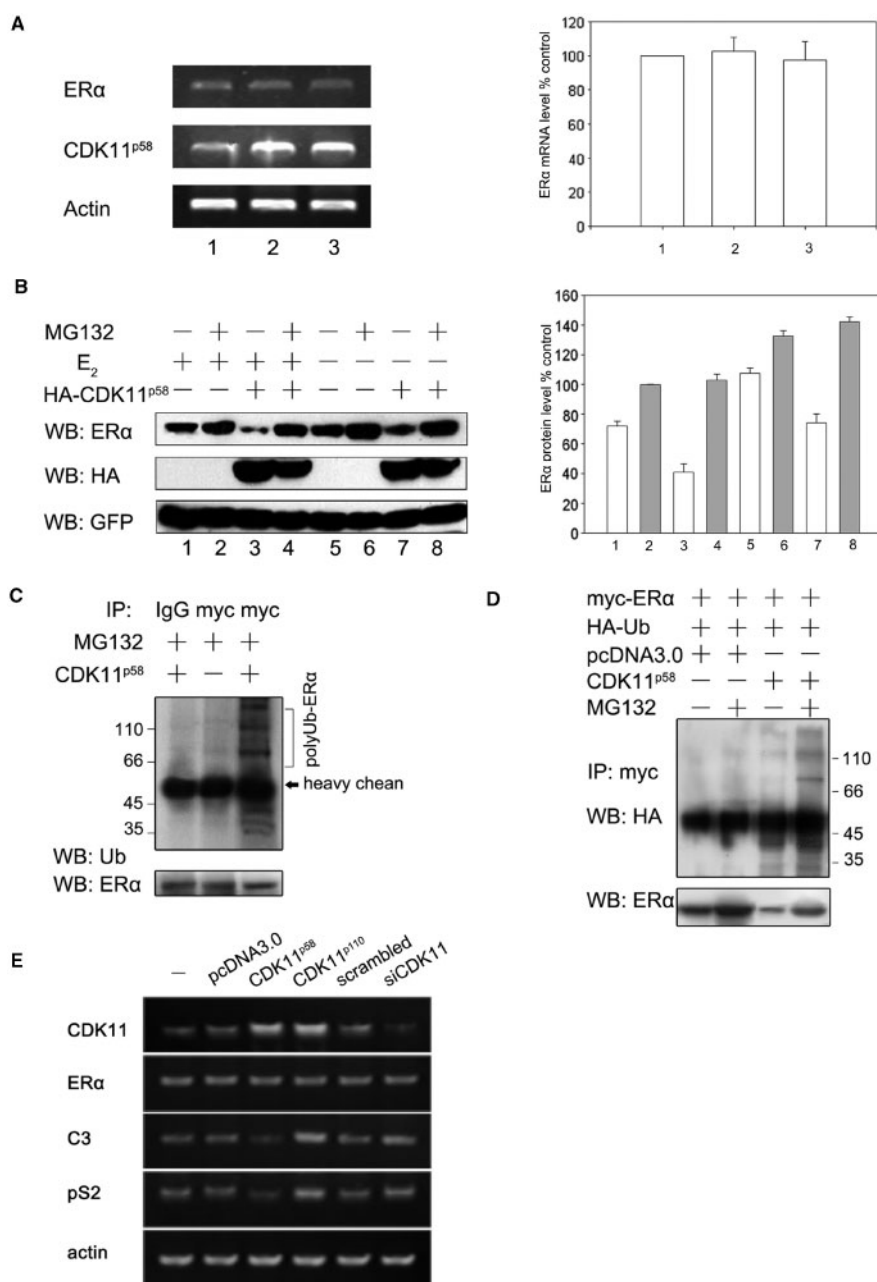 A
ERα
CDK11p58
Actin
1 2 3
ERα mRNA level % control
120
100
80
60
40
20
0
1 2 3
B
MG132 — + — + — + — +
E2 + + + + — — — —
HA-CDK11p58 — — + + — — + +
WB: ERα
WB: HA
WB: GFP
1 2 3 4 5 6 7 8
ERα protein level % control
160
140
120
100
80
60
40
20
0
1 2 3 4 5 6 7 8
C
IP: IgG myc myc
MG132 + + +
CDK11p58 + — +
110
66
45
35
polyUb-ERα
heavy chean
WB: Ub
WB: ERα
D
myc-ERα + + + +
HA-Ub + + + +
pcDNA3.0 + + — —
CDK11p58 — — + +
MG132 — + — +
IP: myc
WB: HA
110
66
45
35
WB: ERα
E
— pcDNA3.0 CDK11p58 CDK11p110 scrambled siCDK11
CDK11
ERα
C3
pS2
actin